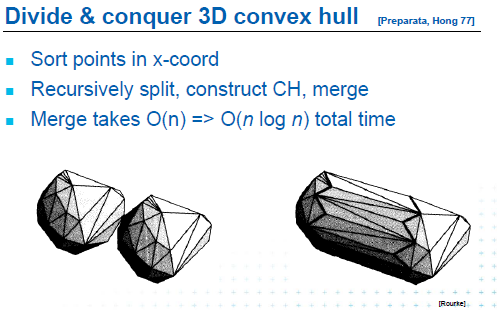 Divide & conquer 3D convex hull [Preparata, Hong 77]
Sort points in x-coord
Recursively split, construct CH, merge
Merge takes O(n) => O(n log n) total time
[Rourke]